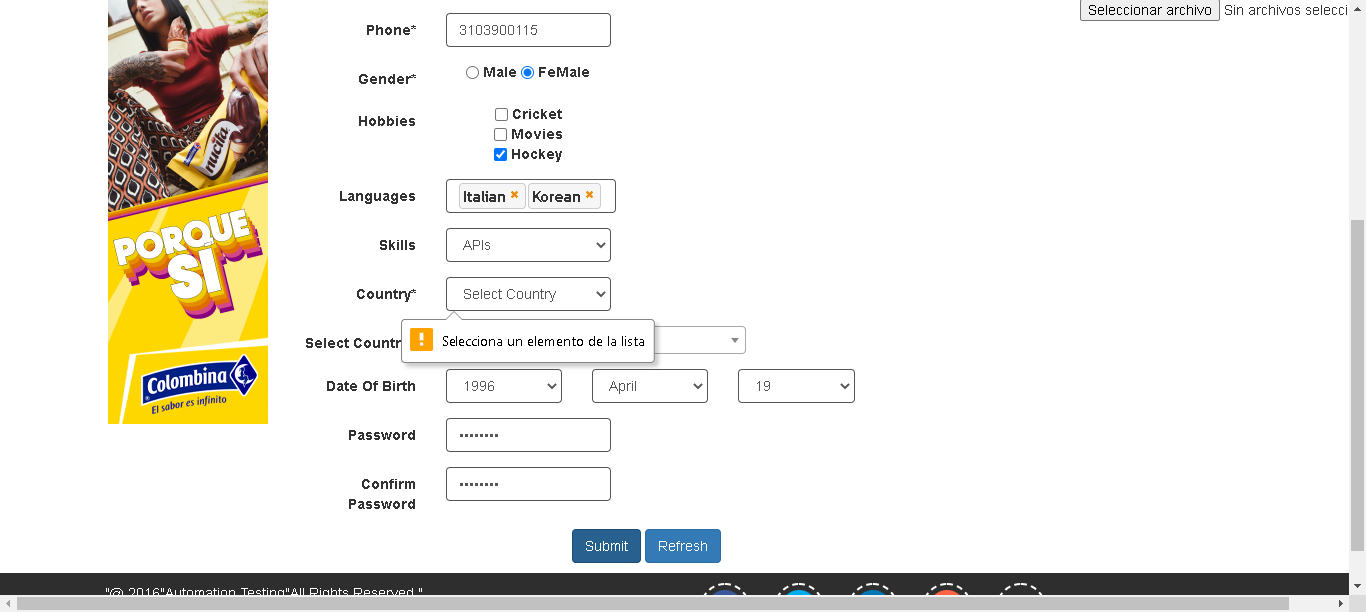 Seleccionar archivo Sin archivos selecci
Phone* 3103900115
Gender* Male FeMale
Hobbies Cricket
Movies
Hockey
Languages Italian × Korean ×
Skills APIs
Country* Select Country
Select Countr
Selecciona un elemento de la lista
Date Of Birth 1996 April 19
Password ••••••••
Confirm Password ••••••••
Submit Refresh
nucita
PORQUE
SÍ
Colombina
El sabor es infinito
"@ 2016"Automation Testing"All Rights Reserved."